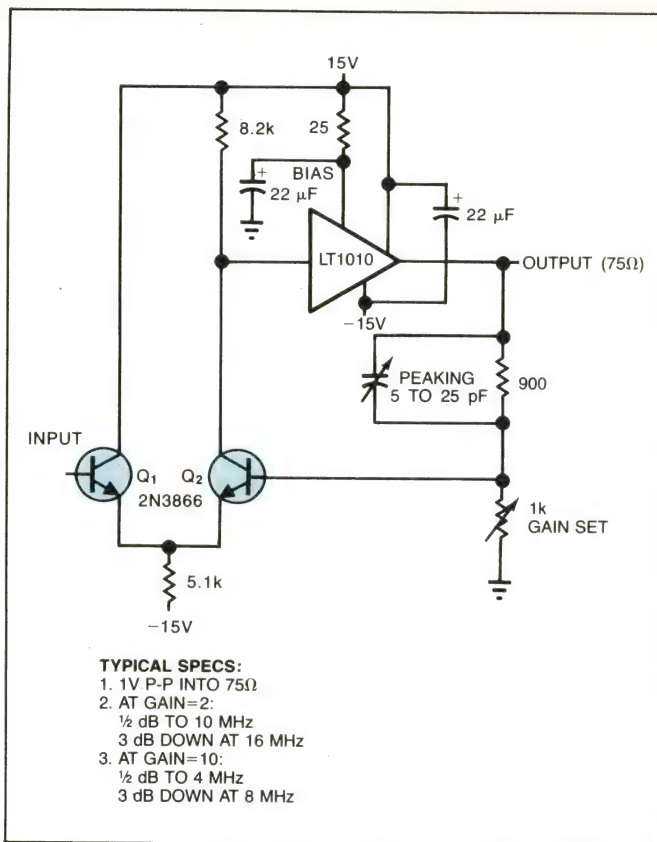 15V
8.2k
25
BIAS
22 μF
22 μF
LT1010
OUTPUT (75Ω)
−15V
PEAKING
5 TO 25 pF
900
INPUT
Q1
Q2
2N3866
1k
GAIN SET
5.1k
−15V
TYPICAL SPECS:
1. 1V P-P INTO 75Ω
2. AT GAIN=2:
½ dB TO 10 MHz
3 dB DOWN AT 16 MHz
3. AT GAIN=10:
½ dB TO 4 MHz
3 dB DOWN AT 8 MHz